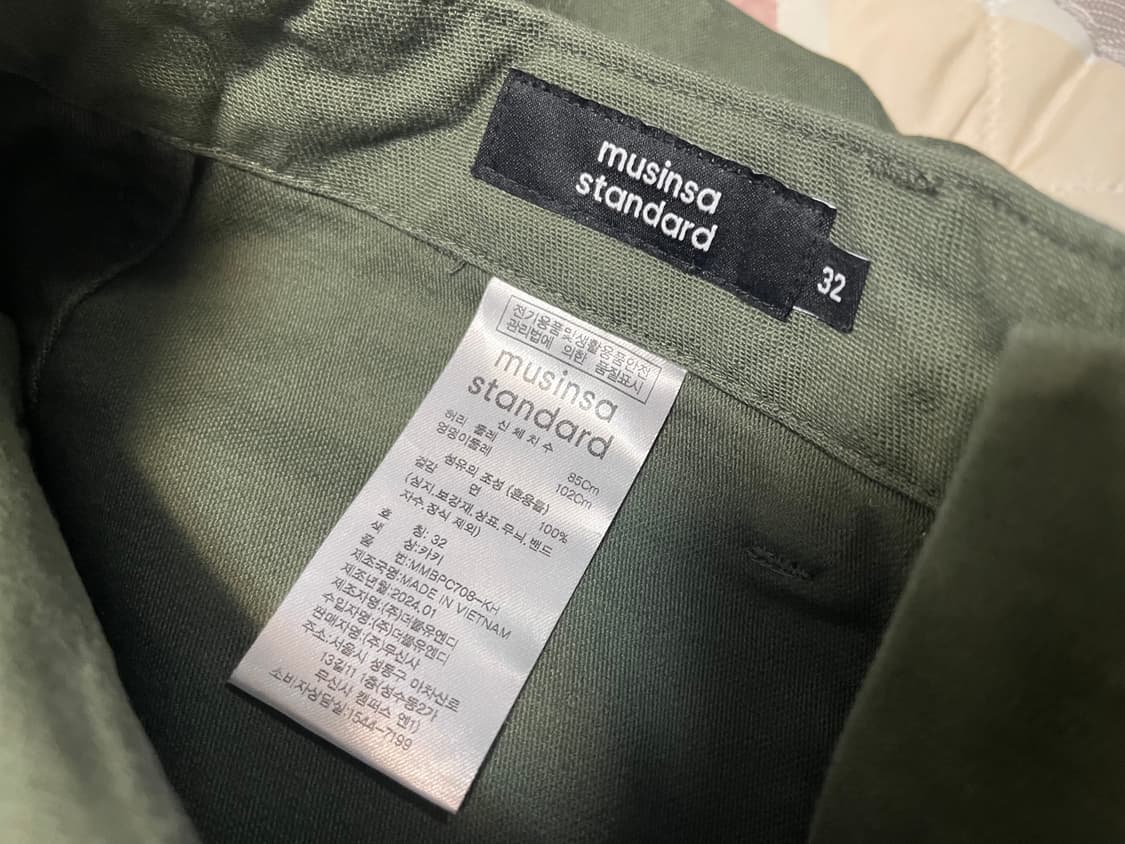 musinsa
standard
32
전기용품및생활용품안전
관리법에 의한 품질표시
musinsa
standard
신체치수
허리 둘레 85Cm
엉덩이둘레 102Cm
섬유의 조성 (혼용율)
겉감 면 100%
(심지,보강재,상표,무늬,밴드
자수,장식 제외)
호 칭: 32
색 상:키키
품 번:MMBPC708-KH
제조국명:MADE IN VIETNAM
제조년월:2024.01
제조자명:(주)더블유엔디
수입자명:(주)더블유엔디
판매자명:(주)무신사
주소:서울시 성동구 아차산로
13길11 1층(성수동2가
무신사 캠퍼스 엔1)
소비자상담실:1544-7199